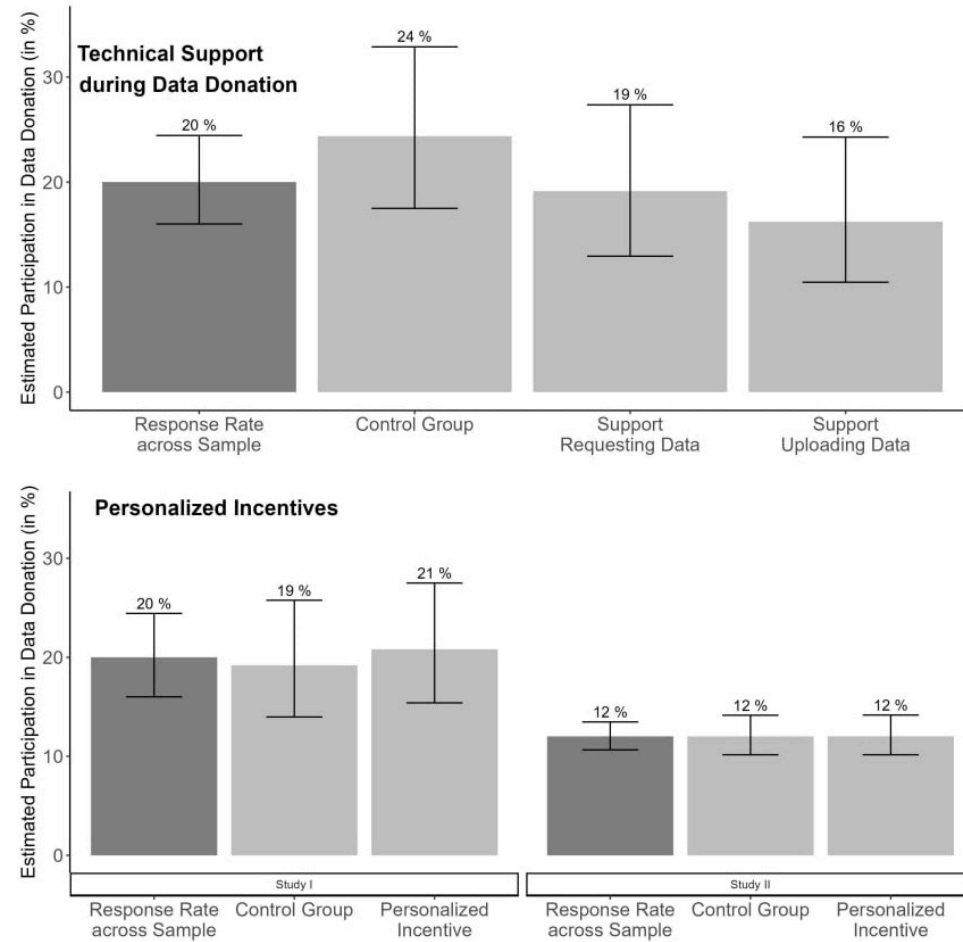 Estimated Participation in Data Donation (in %)
Technical Support
during Data Donation
30
20
10
0
20 %
24 %
19 %
16 %
Response Rate
across Sample
Control Group
Support
Requesting Data
Support
Uploading Data
Estimated Participation in Data Donation (in %)
Personalized Incentives
30
20
10
0
20 %
19 %
21 %
12 %
12 %
12 %
Study I
Study II
Response Rate
across Sample
Control Group
Personalized
Incentive
Response Rate
across Sample
Control Group
Personalized
Incentive